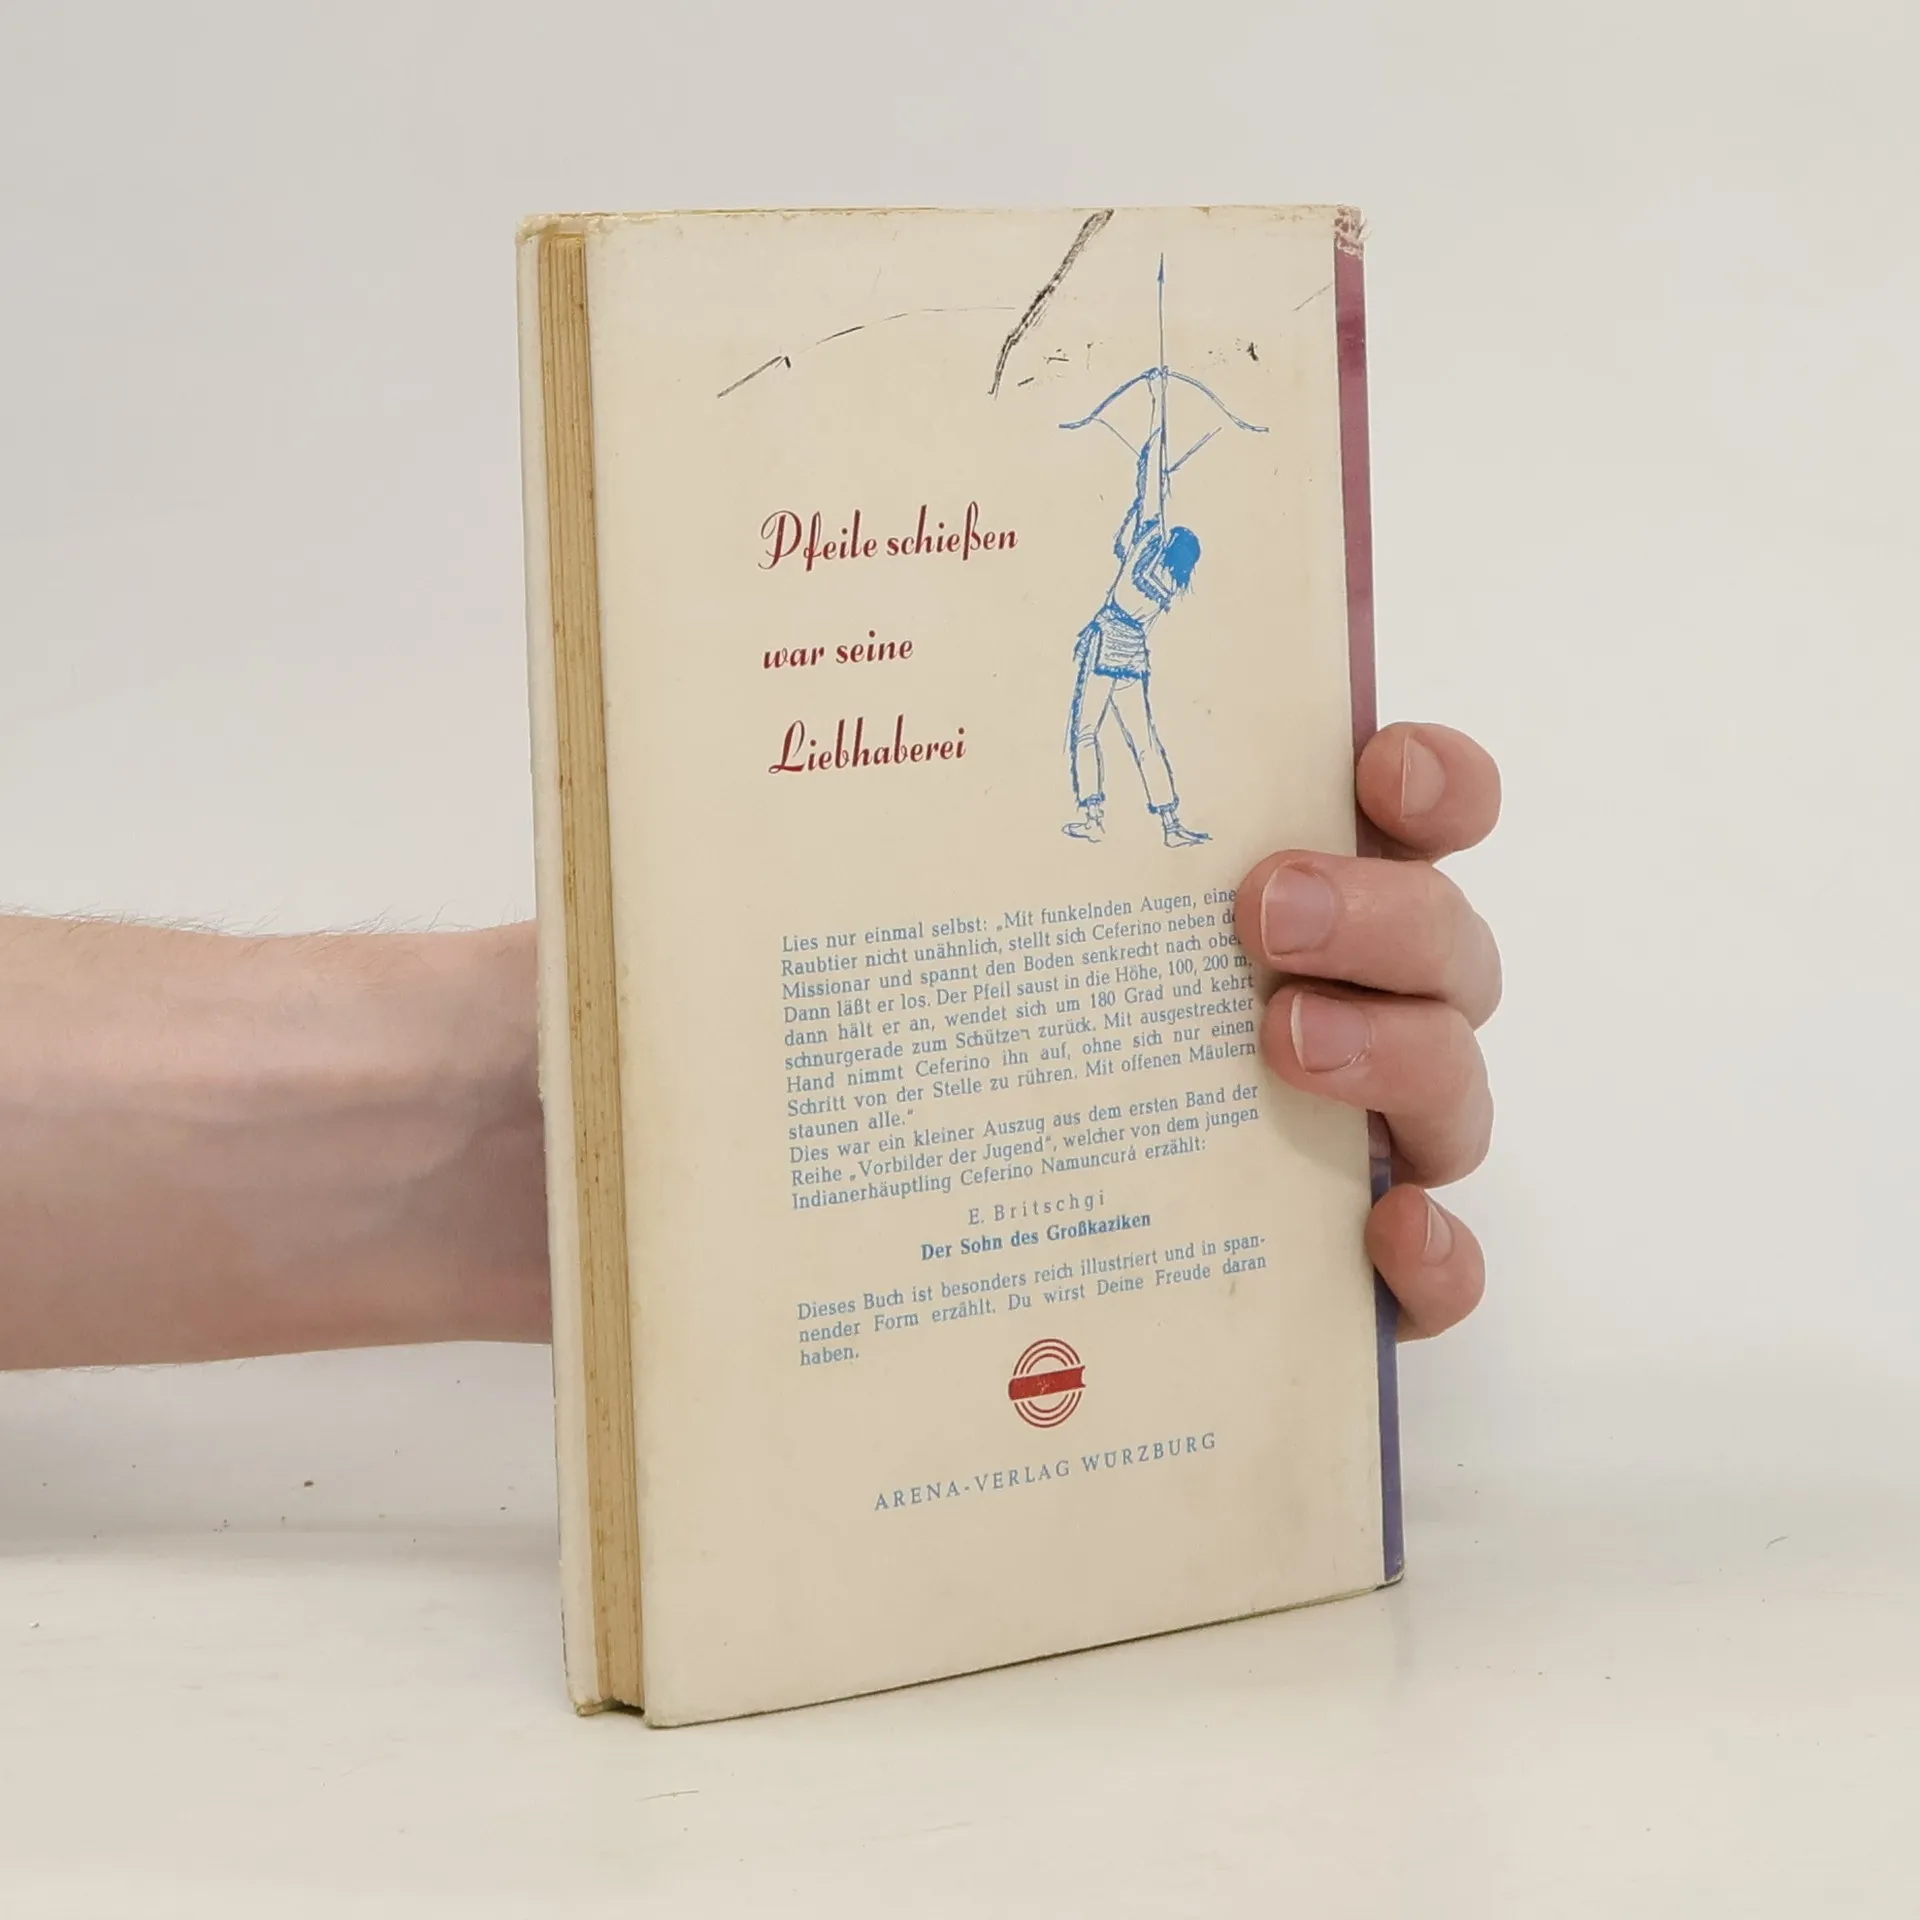 Pfeile schießen
war seine
Liebhaberei
Lies nur einmal selbst: „Mit funkelnden Augen, eine
Raubtier nicht unähnlich, stellt sich Ceferino neben
Missionar und spannt den Boden senkrecht nach obe
Dann läßt er los. Der Pfeil saust in die Höhe, 100, 200 m,
dann hält er an, wendet sich um 180 Grad und kehrt
schnurgerade zum Schützen zurück. Mit ausgestreckter
Hand nimmt Ceferino ihn auf, ohne sich nur einen
Schritt von der Stelle zu rühren. Mit offenen Mäulern
staunen alle.“
Dies war ein kleiner Auszug aus dem ersten Band der
Reihe „Vorbilder der Jugend“, welcher von dem jungen
Indianerhäuptling Ceferino Namuncurá erzählt:
E. Britschgi
Der Sohn des Großkaziken
Dieses Buch ist besonders reich illustriert und in span-
nender Form erzählt. Du wirst Deine Freude daran
haben.
ARENA-VERLAG WÜRZBURG